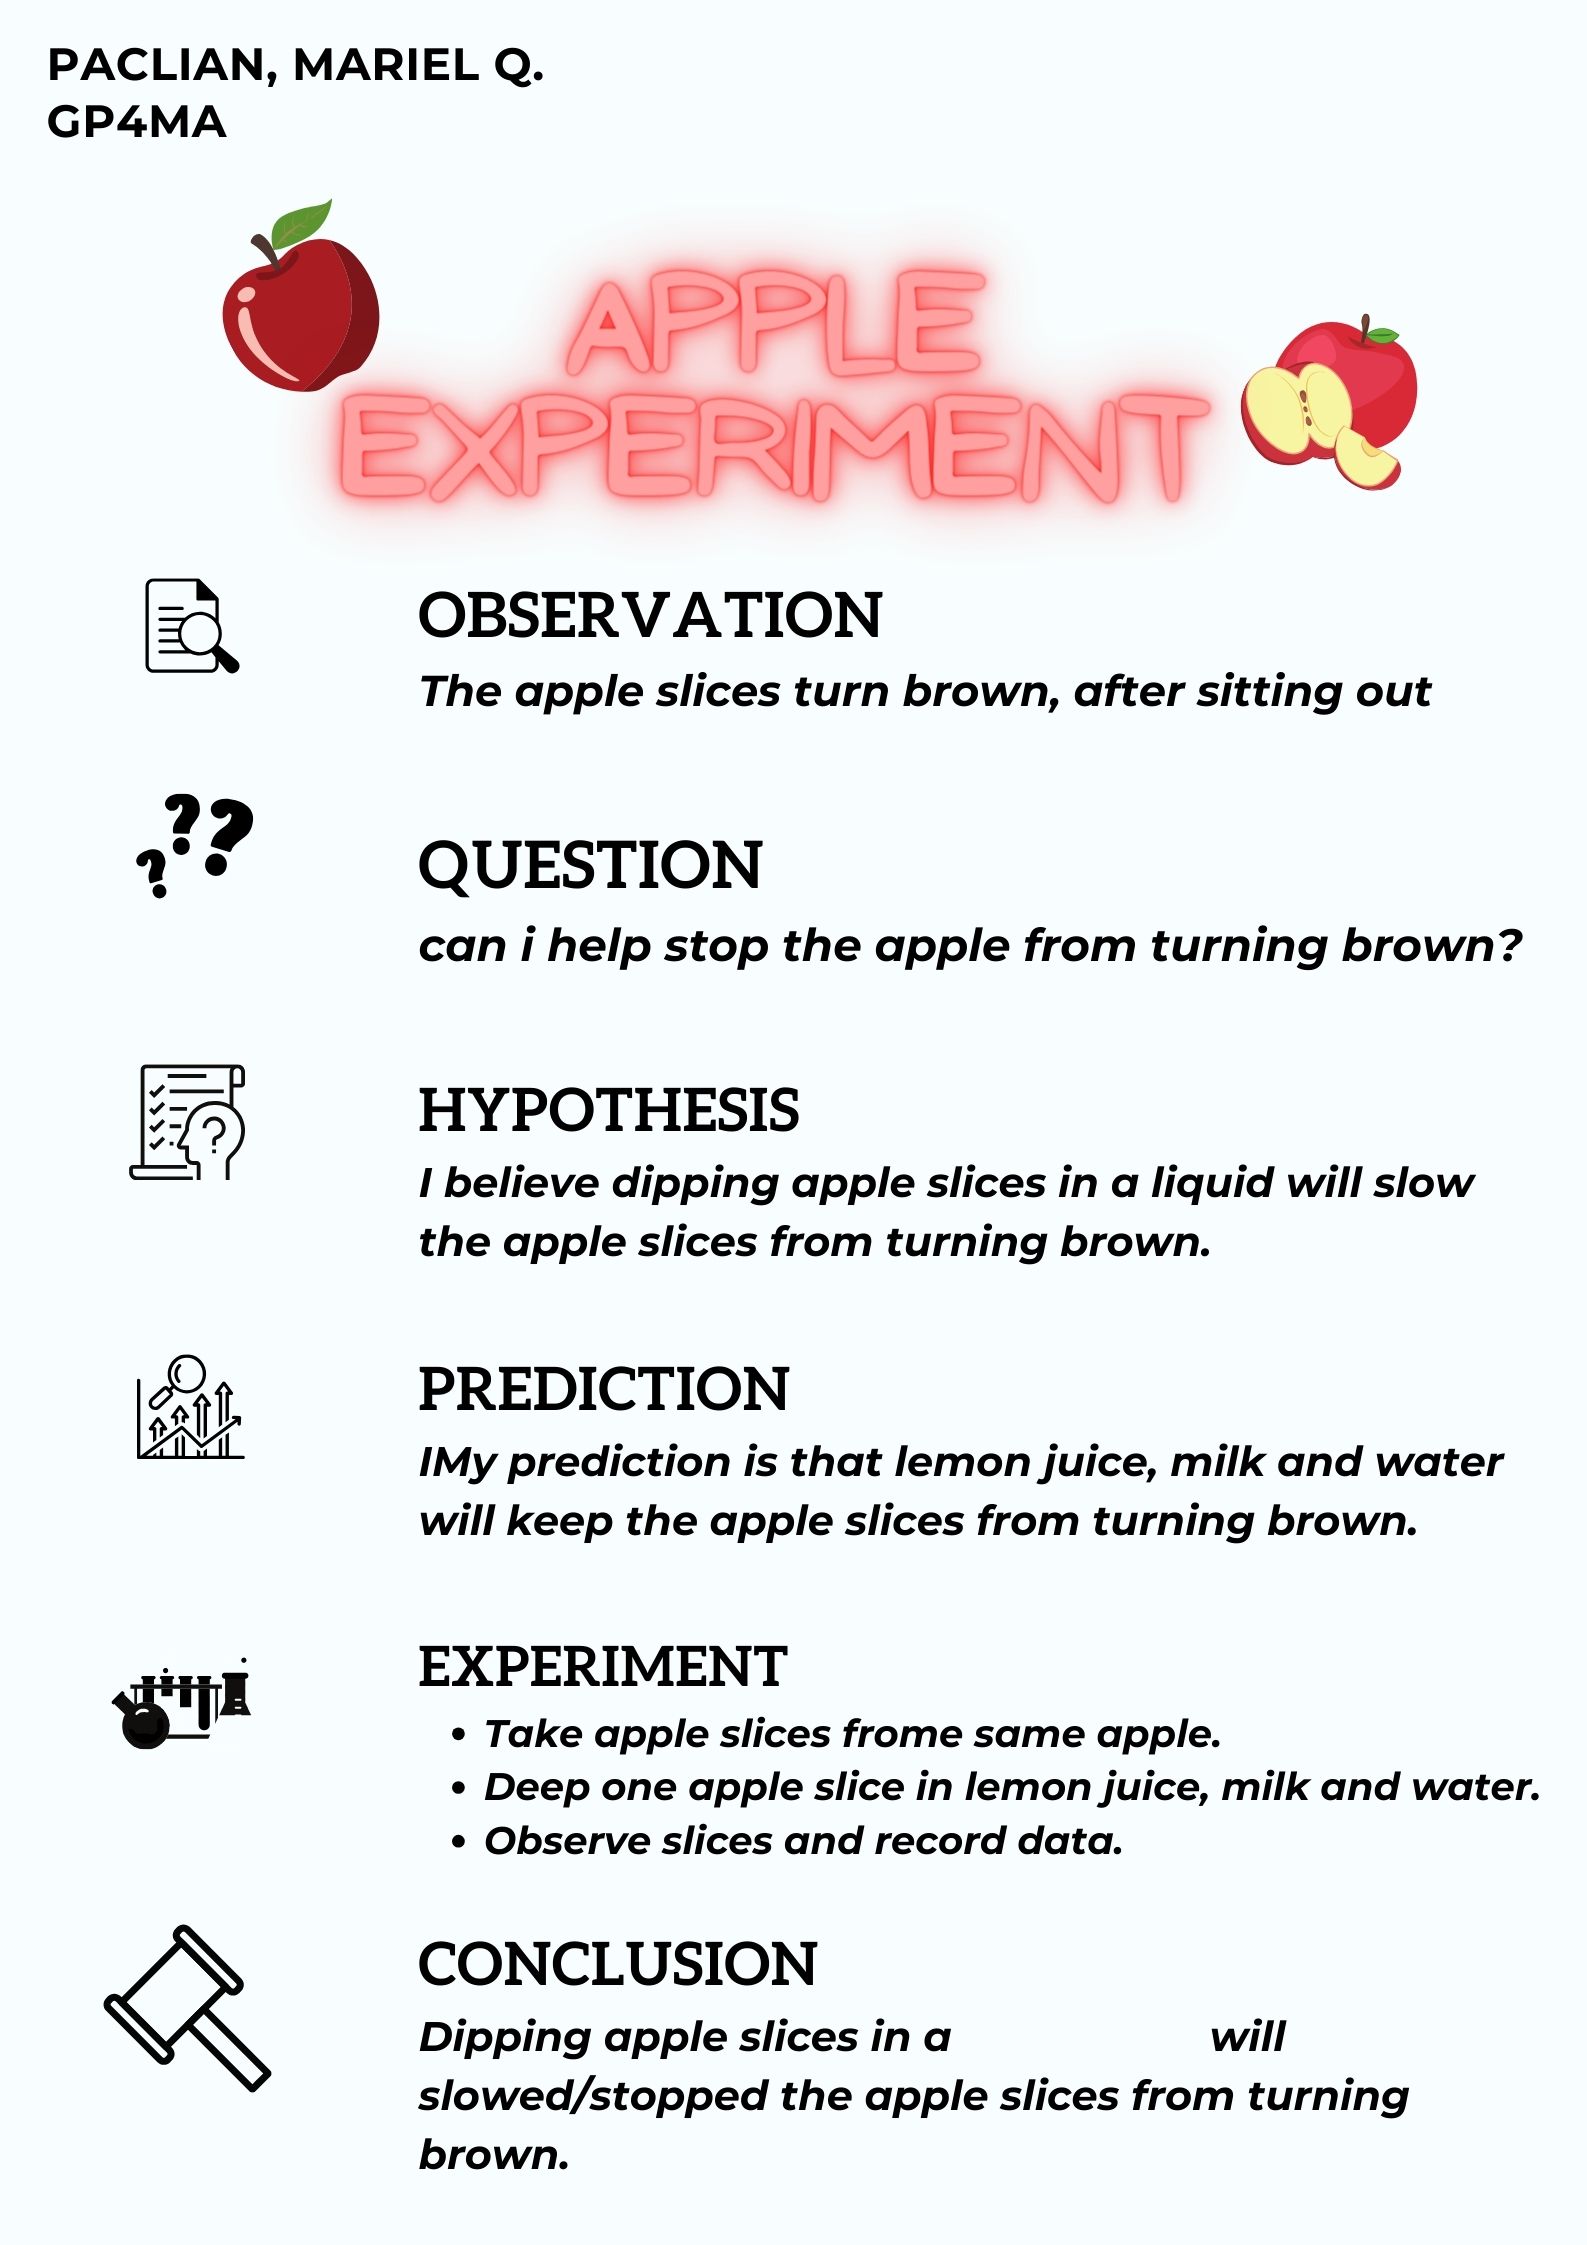 PACLIAN, MARIEL Q.
GP4MA
APPLE
EXPERIMENT
OBSERVATION
The apple slices turn brown, after sitting out
QUESTION
can i help stop the apple from turning brown?
HYPOTHESIS
I believe dipping apple slices in a liquid will slow
the apple slices from turning brown.
PREDICTION
IMy prediction is that lemon juice, milk and water
will keep the apple slices from turning brown.
EXPERIMENT
• Take apple slices frome same apple.
• Deep one apple slice in lemon juice, milk and water.
• Observe slices and record data.
CONCLUSION
Dipping apple slices in a will
slowed/stopped the apple slices from turning
brown.